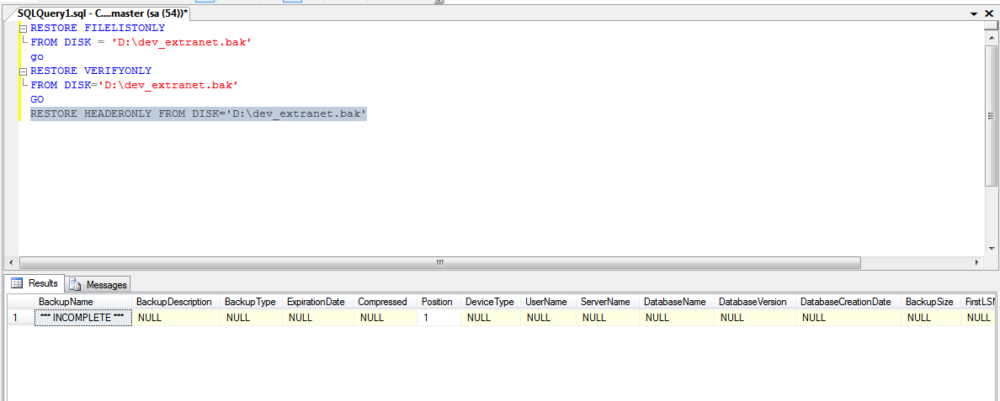 SQLQuery1.sql - C....master (sa (54))*
RESTORE FILELISTONLY
FROM DISK = 'D:\dev_extranet.bak'
go
RESTORE VERIFYONLY
FROM DISK='D:\dev_extranet.bak'
GO
RESTORE HEADERONLY FROM DISK='D:\dev_extranet.bak'
Results Messages
BackupName BackupDescription BackupType ExpirationDate Compressed Position DeviceType UserName ServerName DatabaseName DatabaseVersion DatabaseCreationDate BackupSize FirstLSN
1 *** INCOMPLETE *** NULL NULL NULL NULL 1 NULL NULL NULL NULL NULL NULL NULL NULL